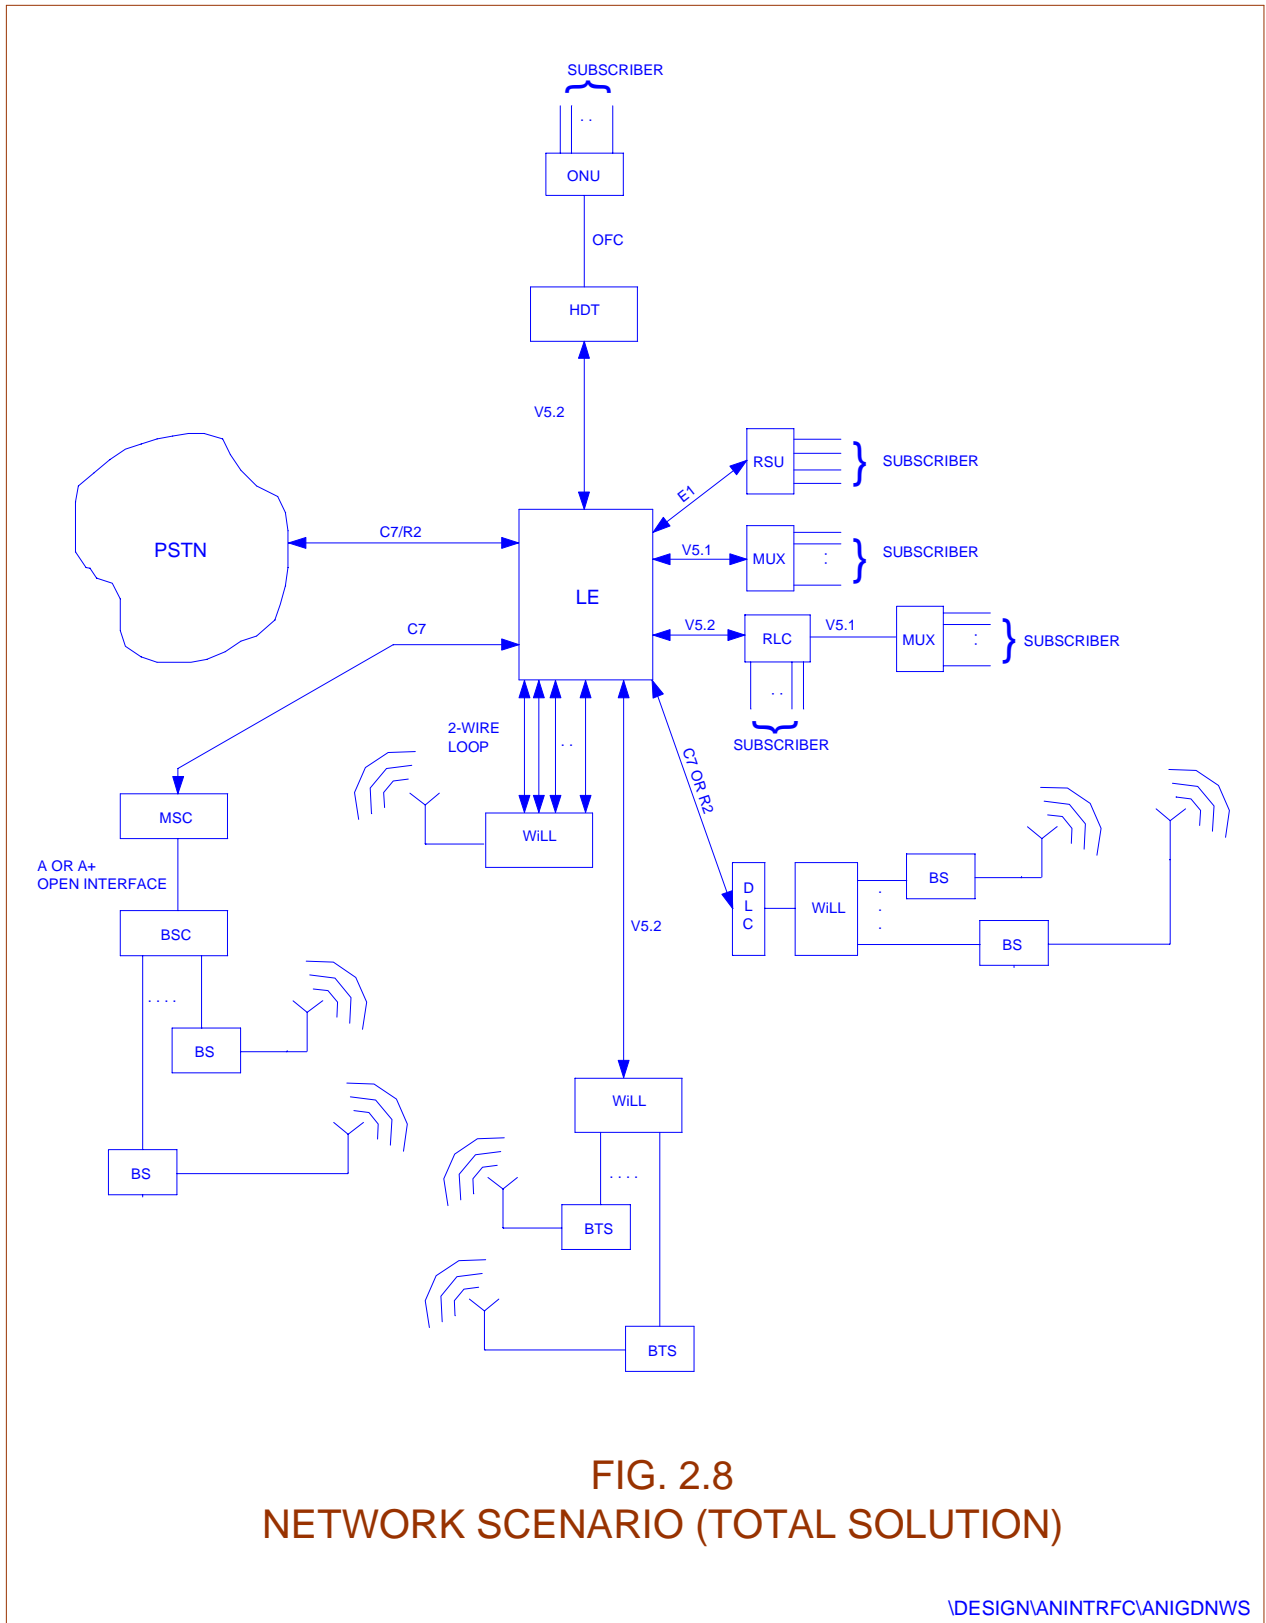 SUBSCRIBER
. .
ONU
OFC
HDT
V5.2
RSU
SUBSCRIBER
E1
PSTN
C7/R2
LE
V5.1
MUX
:
SUBSCRIBER
C7
V5.2
RLC
V5.1
MUX
:
SUBSCRIBER
. .
SUBSCRIBER
2-WIRE
LOOP
. .
C7 OR R2
MSC
WiLL
A OR A+
OPEN INTERFACE
BSC
V5.2
D
L
C
WiLL
.
.
.
BS
BS
. . . .
BS
BS
WiLL
. . . .
BTS
BTS
FIG. 2.8
NETWORK SCENARIO (TOTAL SOLUTION)
\DESIGN\ANINTRFC\ANIGDNWS